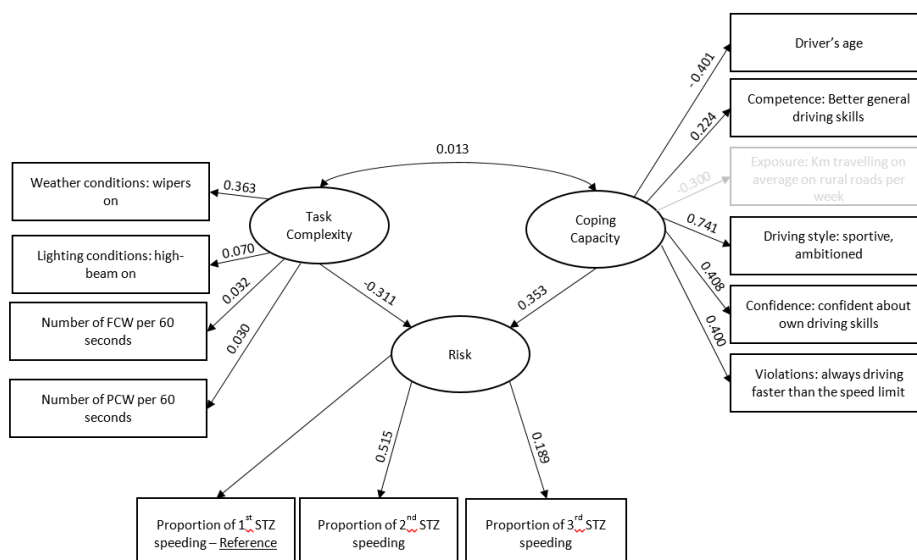 Driver's age
-0.401
Competence: Better general
driving skills
0.224
0.013
Exposure: Km travelling on
average on rural roads per
week
-0.300
Weather conditions: wipers
on
0.363
Task
Complexity
Coping
Capacity
0.741
Driving style: sportive,
ambitioned
Lighting conditions: high-
beam on
0.070
0.032
-0.311
0.353
0.408
Confidence: confident about
own driving skills
Number of FCW per 60
seconds
0.030
Risk
0.400
Violations: always driving
faster than the speed limit
Number of PCW per 60
seconds
0.515
0.189
Proportion of 1st STZ
speeding – Reference
Proportion of 2nd STZ
speeding
Proportion of 3rd STZ
speeding